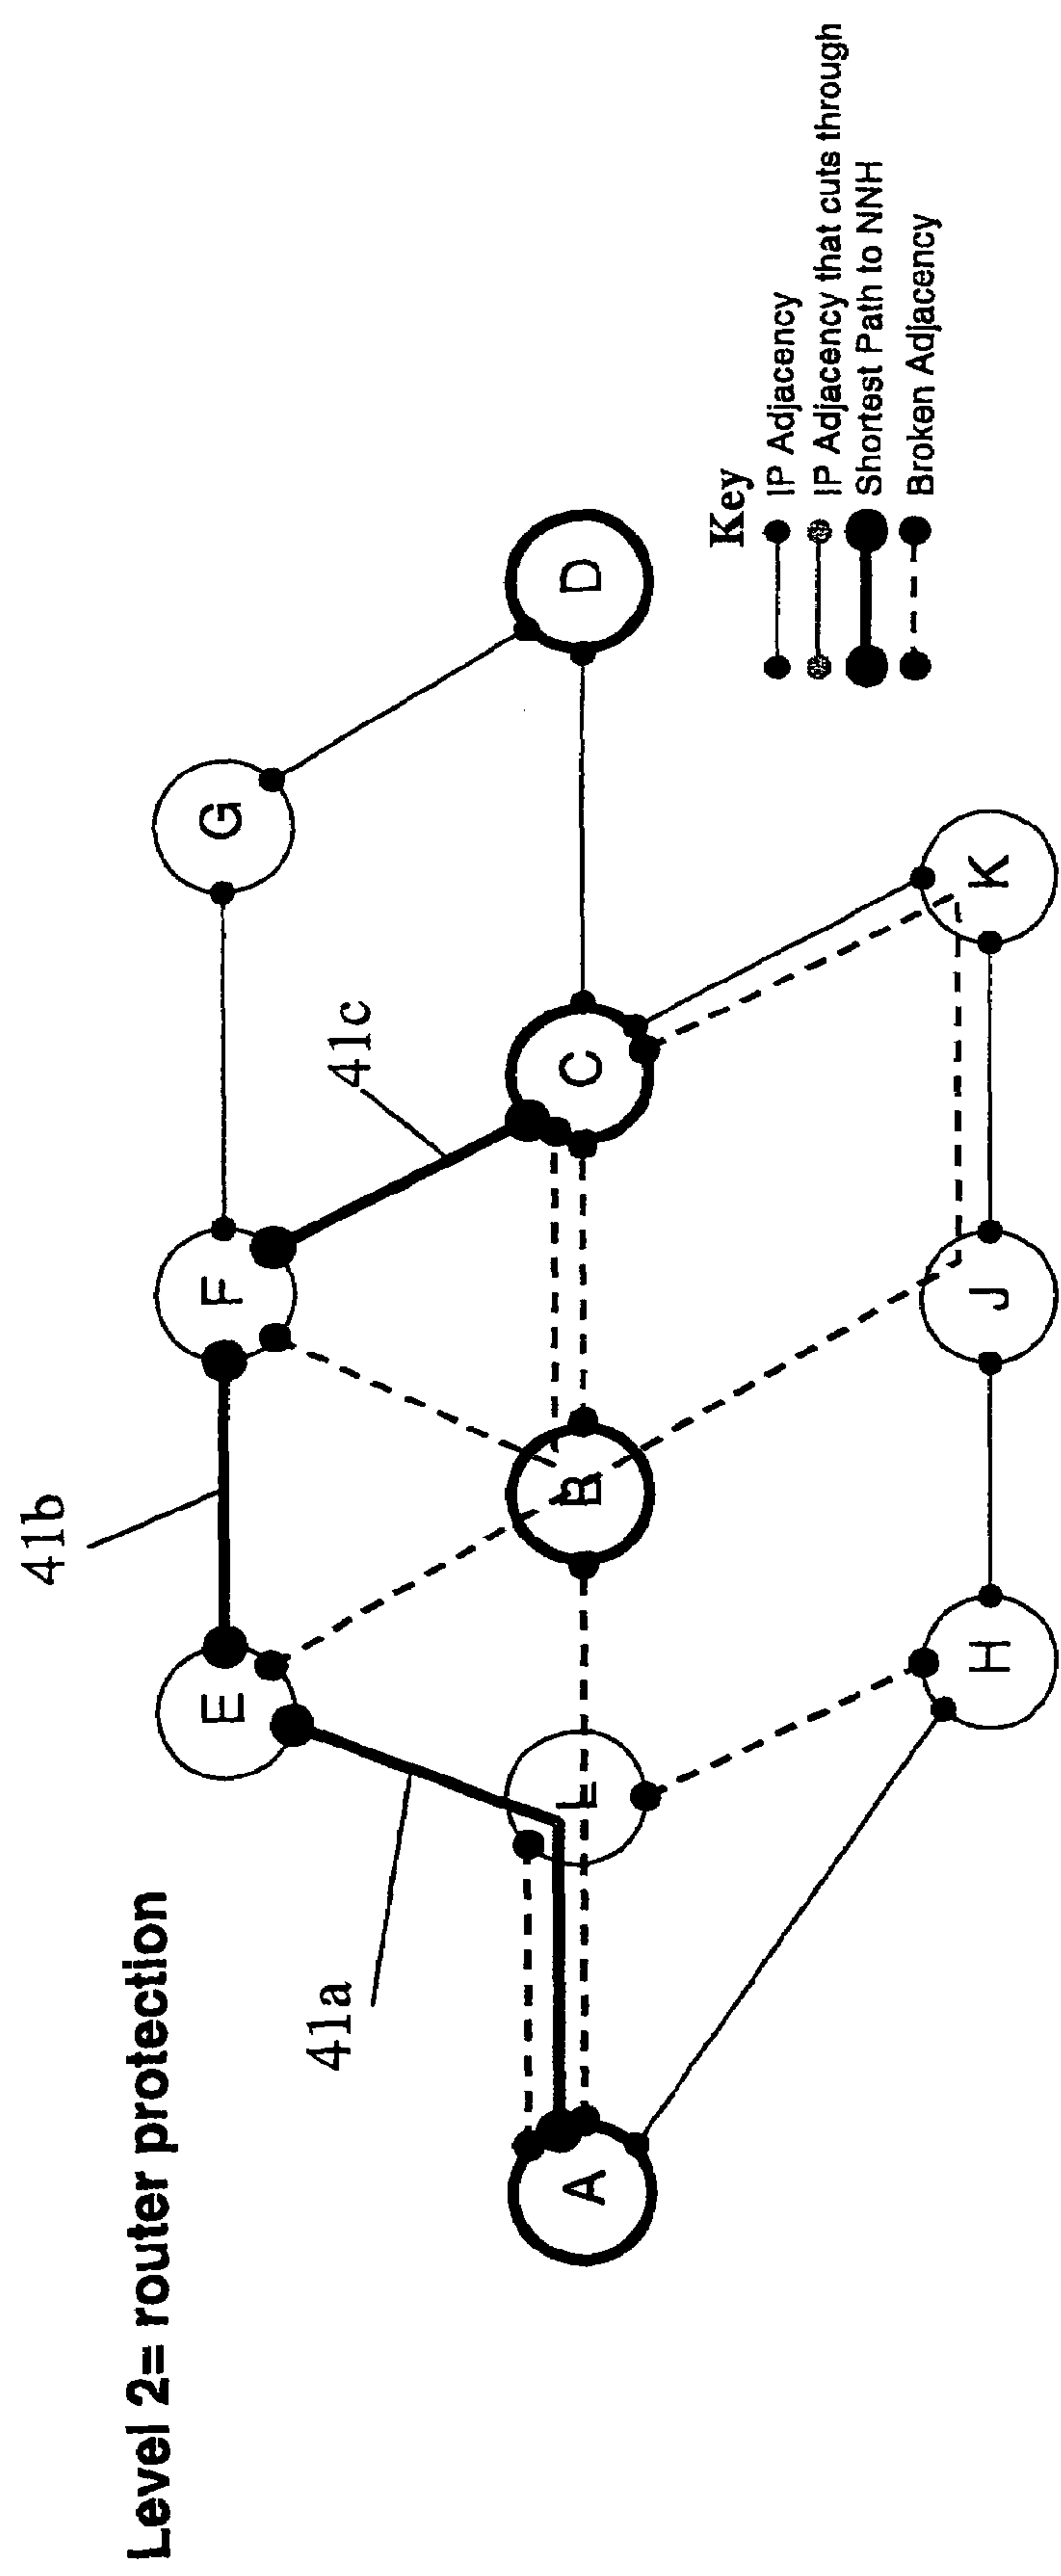 Level 2= router protection
41a
41b
41c
E
F
G
A
L
B
C
D
H
J
K
Key
IP Adjacency
IP Adjacency that cuts through
Shortest Path to NNH
Broken Adjacency